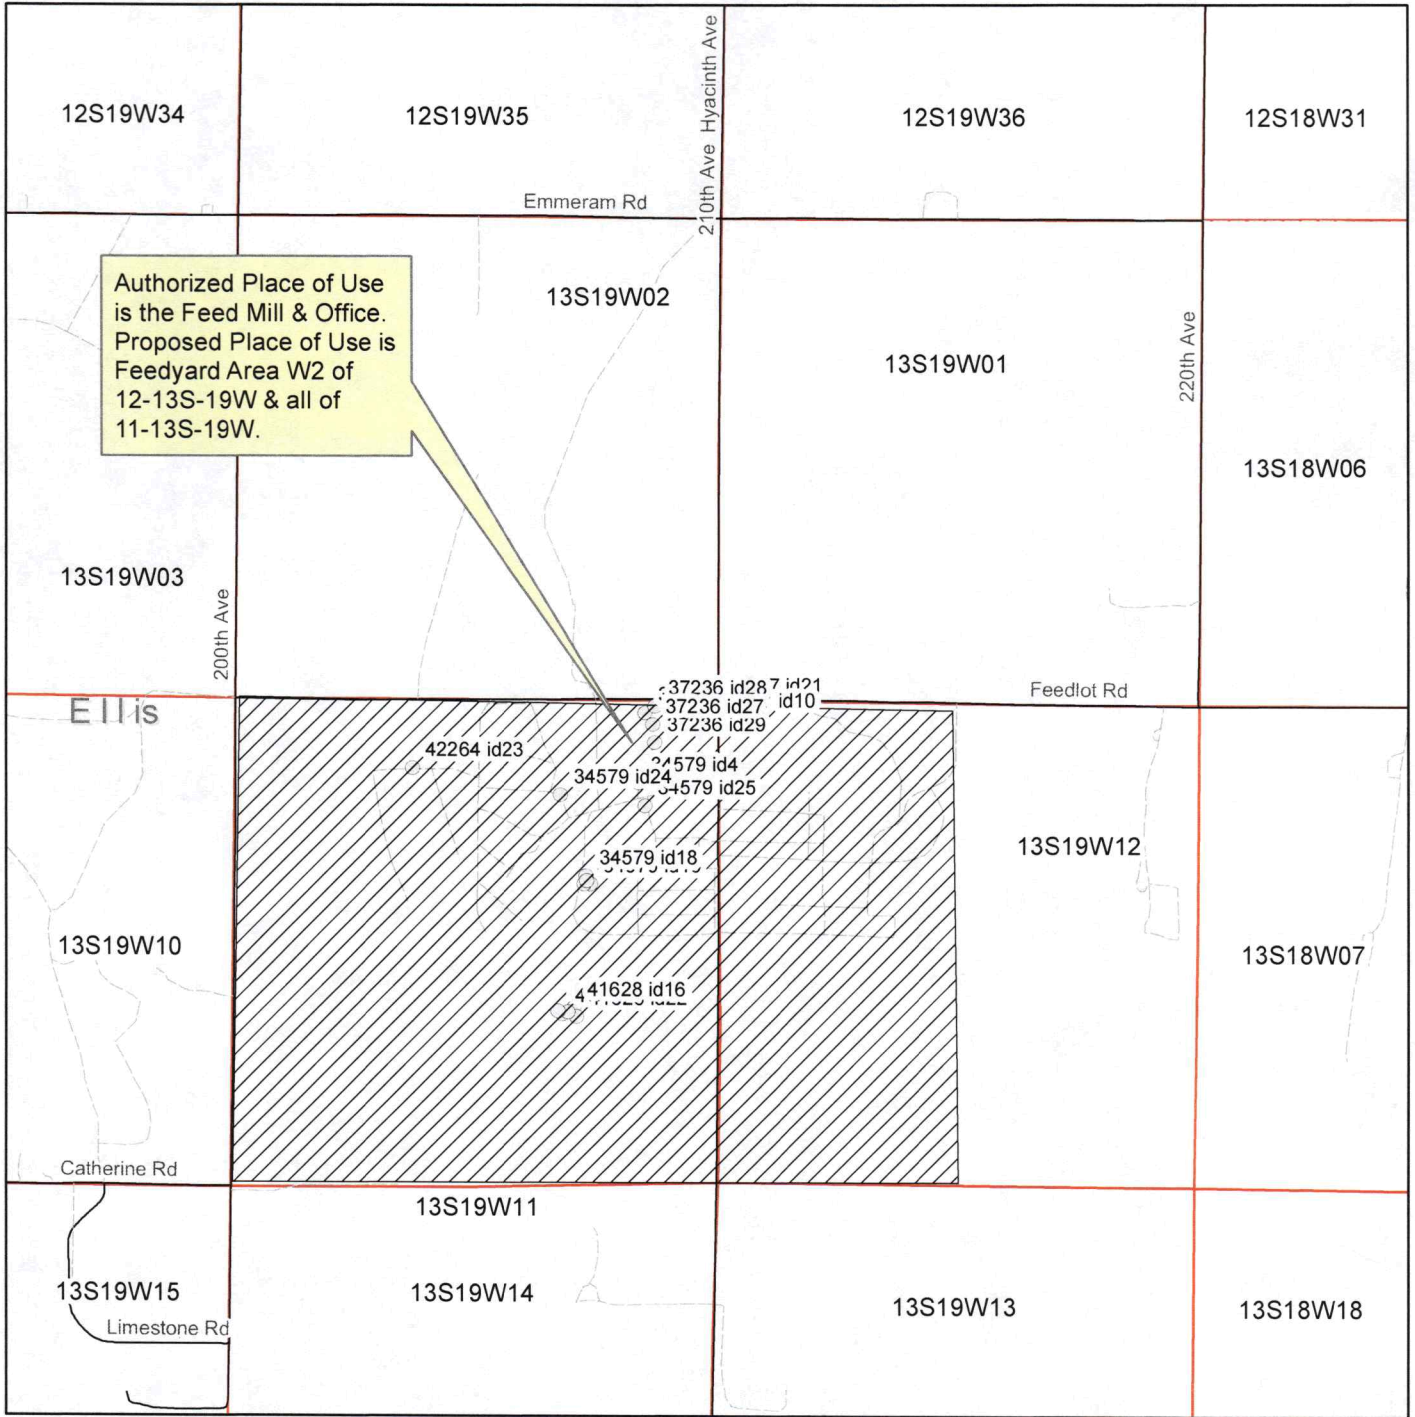 12S19W34
12S19W35
210th Ave Hyacinth Ave
12S19W36
12S18W31
Emmeram Rd
Authorized Place of Use
is the Feed Mill & Office.
Proposed Place of Use is
Feedyard Area W2 of
12-13S-19W & all of
11-13S-19W.
13S19W02
13S19W01
220th Ave
13S18W06
13S19W03
200th Ave
Ellis
37236 id28
7 id21
37236 id27
id10
37236 id29
Feedlot Rd
42264 id23
34579 id4
34579 id24
34579 id25
34579 id18
13S19W12
13S19W10
13S18W07
41628 id16
Catherine Rd
13S19W11
13S19W15
13S19W14
13S19W13
13S18W18
Limestone Rd